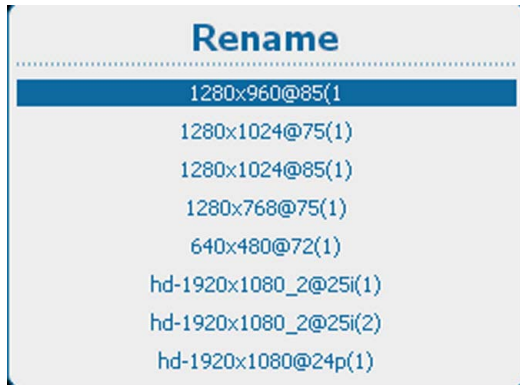 Rename
1280x960@85(1
1280x1024@75(1)
1280x1024@85(1)
1280x768@75(1)
640x480@72(1)
hd-1920x1080_2@25i(1)
hd-1920x1080_2@25i(2)
hd-1920x1080@24p(1)